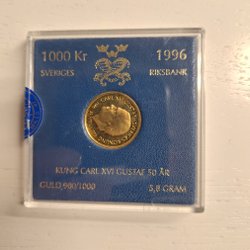 1000 Kr 1996
SVERIGES RIKSBANK
KUNG CARL XVI GUSTAF 50 ÅR
GULD 900/1000 5,8 GRAM